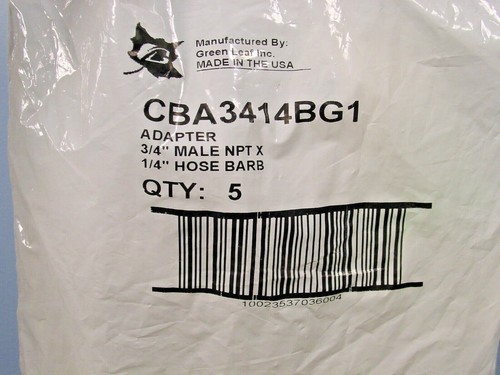 Manufactured By:
Green Leaf Inc.
MADE IN THE USA
CBA3414BG1
ADAPTER
3/4" MALE NPT X
1/4" HOSE BARB
QTY: 5
10023537036004